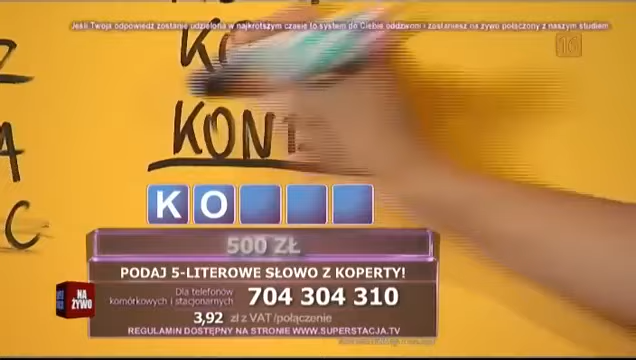 Jeśli Twoja odpowiedź zostanie udzielona w najkrótszym czasie to system do Ciebie oddzwoni i zostaniesz na żywo połączony z naszym studiem
KO
KONT
A
C
K O
500 ZŁ
PODAJ 5-LITEROWE SŁOWO Z KOPERTY!
Dla telefonów
komórkowych i stacjonarnych
704 304 310
3,92 zł z VAT/połączenie
NA ŻYWO
REGULAMIN DOSTĘPNY NA STRONIE WWW.SUPERSTACJA.TV